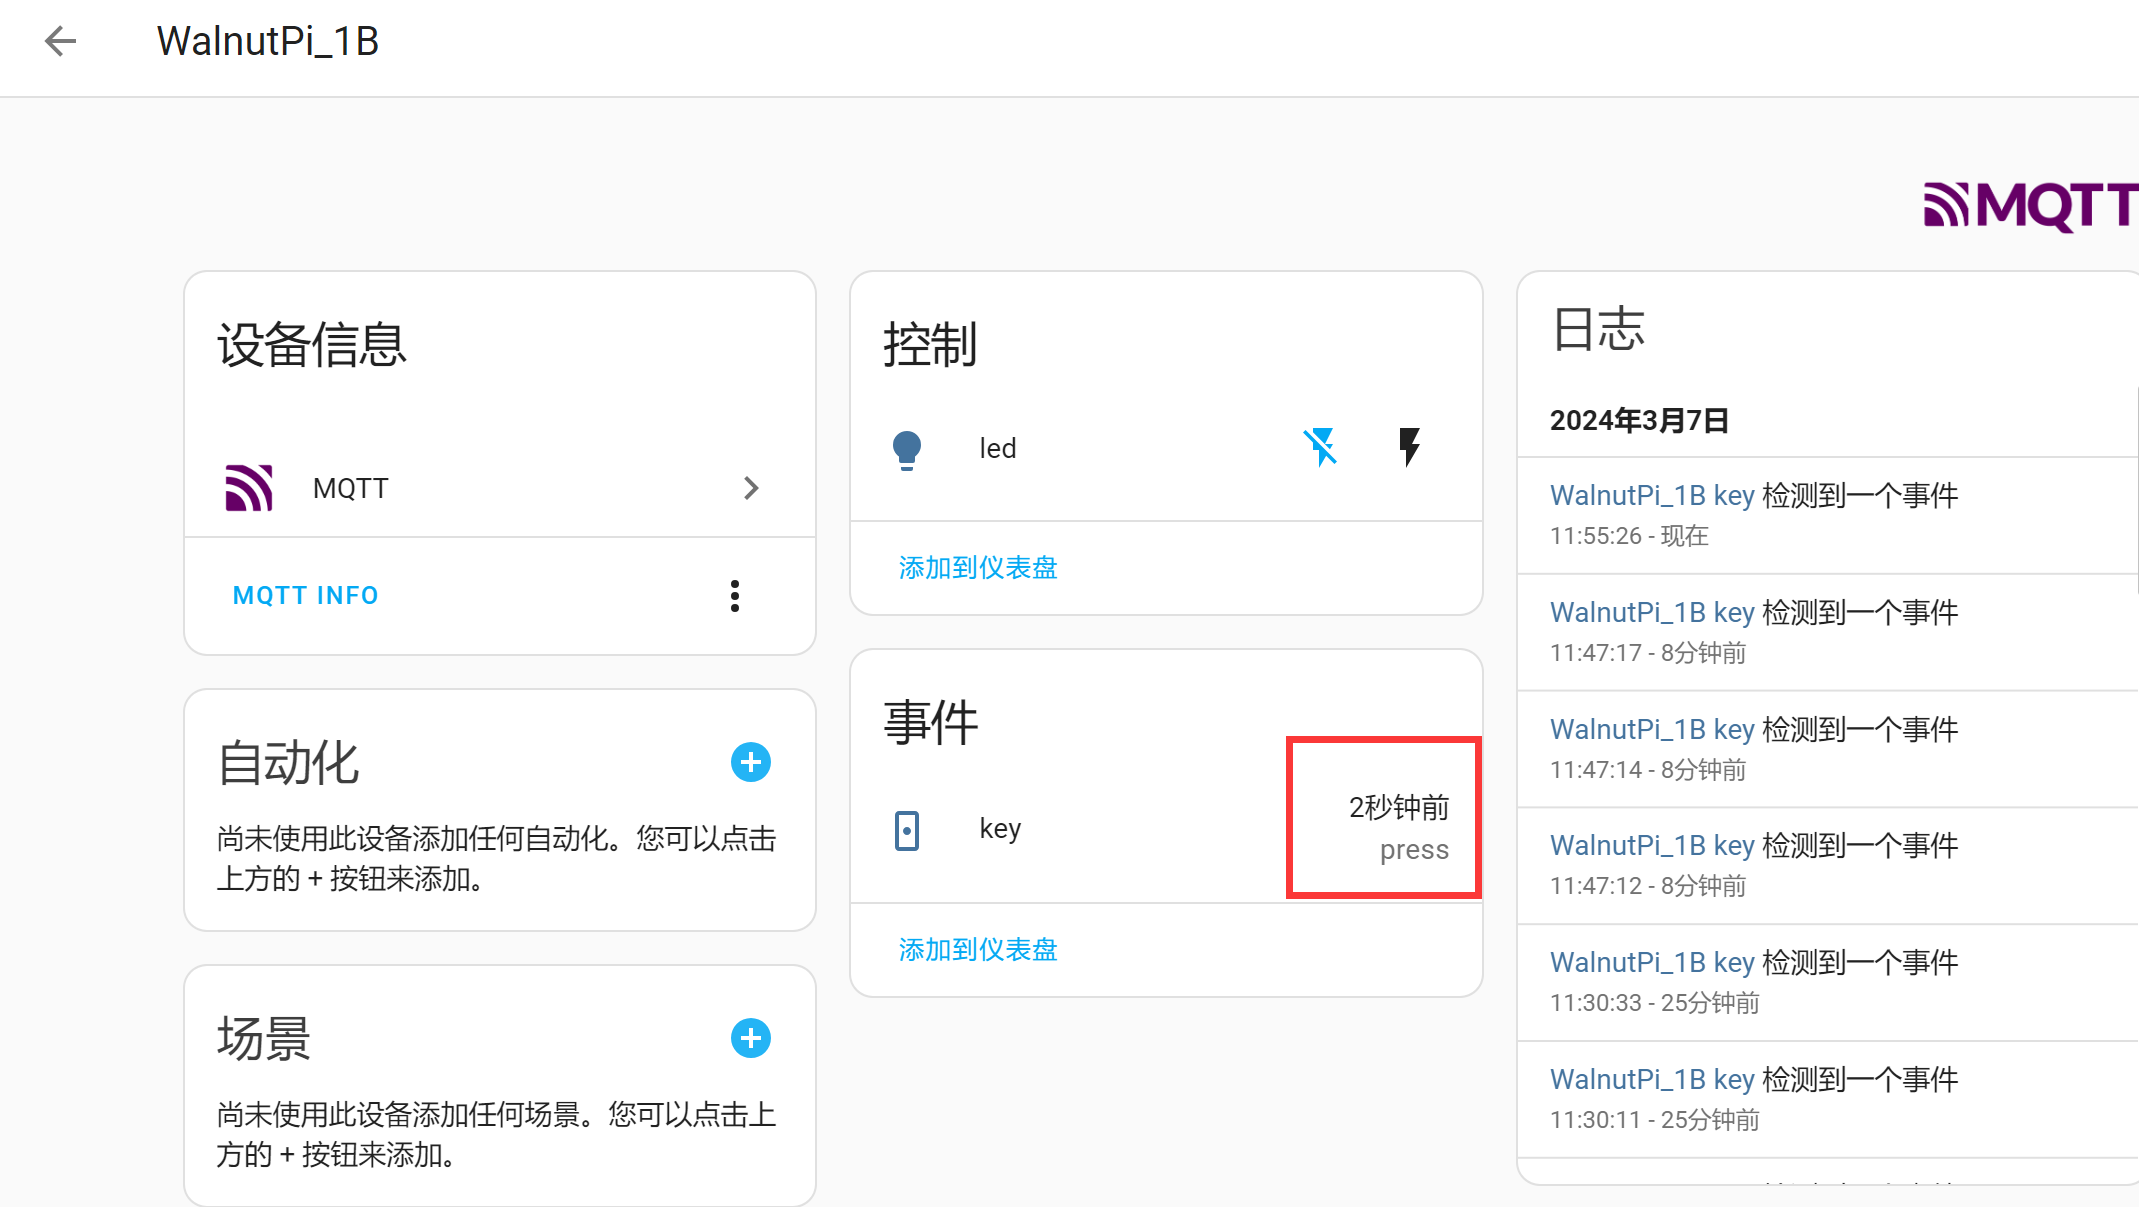 WalnutPi_1B
MQTT
设备信息
MQTT
MQTT INFO
自动化
尚未使用此设备添加任何自动化。您可以点击
上方的 + 按钮来添加。
场景
尚未使用此设备添加任何场景。您可以点击上
方的 + 按钮来添加。
控制
led
添加到仪表盘
事件
key
2秒钟前
press
添加到仪表盘
日志
2024年3月7日
WalnutPi_1B key 检测到一个事件
11:55:26 - 现在
WalnutPi_1B key 检测到一个事件
11:47:17 - 8分钟前
WalnutPi_1B key 检测到一个事件
11:47:14 - 8分钟前
WalnutPi_1B key 检测到一个事件
11:47:12 - 8分钟前
WalnutPi_1B key 检测到一个事件
11:30:33 - 25分钟前
WalnutPi_1B key 检测到一个事件
11:30:11 - 25分钟前